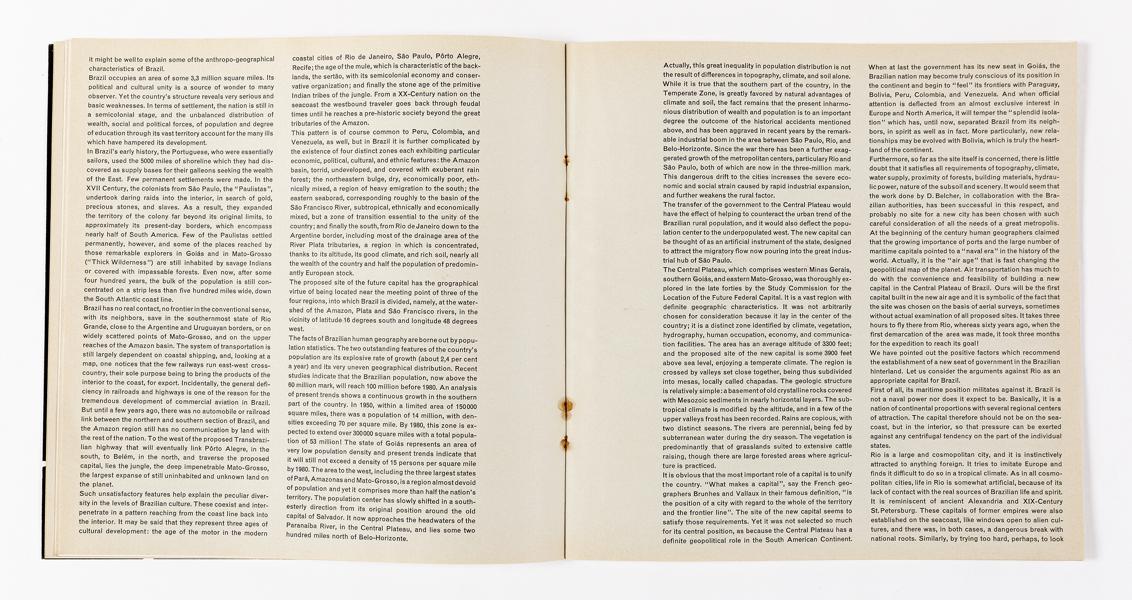 it might be well to explain some of the anthropo-geographical
characteristics of Brazil.
Brazil occupies an area of some 3,3 million square miles. Its
political and cultural unity is a source of wonder to many
observer. Yet the country's structure reveals very serious and
basic weaknesses. In terms of settlement, the nation is still in
a semicolonial stage, and the unbalanced distribution of
wealth, social and political forces, of population and degree
of education through its vast territory account for the many ills
which have hampered its development.
In Brazil's early history, the Portuguese, who were essentially
sailors, used the 5000 miles of shoreline which they had dis-
covered as supply bases for their galleons seeking the wealth
of the East. Few permanent settlements were made. In the
XVII Century, the colonists from São Paulo, the "Paulistas",
undertook daring raids into the interior, in search of gold,
precious stones, and slaves. As a result, they expanded
the territory of the colony far beyond its original limits, to
approximately its present-day borders, which encompass
nearly half of South America. Few of the Paulistas settled
permanently, however, and some of the places reached by
those remarkable explorers in Goiás and in Mato-Grosso
("Thick Wilderness") are still inhabited by savage Indians
or covered with impassable forests. Even now, after some
four hundred years, the bulk of the population is still con-
centrated on a strip less than five hundred miles wide, down
the South Atlantic coast line.
Brazil has no real contact, no frontier in the conventional sense,
with its neighbors, save in the southernmost state of Rio
Grande, close to the Argentine and Uruguayan borders, or on
widely scattered points of Mato-Grosso, and on the upper
reaches of the Amazon basin. The system of transportation is
still largely dependent on coastal shipping, and, looking at a
map, one notices that the few railways run east-west cross-
country, their sole purpose being to bring the products of the
interior to the coast, for export. Incidentally, the general defi-
ciency in railroads and highways is one of the reason for the
tremendous development of commercial aviation in Brazil.
But until a few years ago, there was no automobile or railroad
link between the northern and southern section of Brazil, and
the Amazon region still has no communication by land with
the rest of the nation. To the west of the proposed Transbrazi-
lian highway that will eventually link Pôrto Alegre, in the
south, to Belém, in the north, and traverse the proposed
capital, lies the jungle, the deep impenetrable Mato-Grosso,
the largest expanse of still uninhabited and unknown land on
the planet.
Such unsatisfactory features help explain the peculiar diver-
sity in the levels of Brazilian culture. These coexist and inter-
penetrate in a pattern reaching from the coast line back into
the interior. It may be said that they represent three ages of
cultural development: the age of the motor in the modern
coastal cities of Rio de Janeiro, São Paulo, Pôrto Alegre,
Recife; the age of the mule, which is characteristic of the back-
landa, the sertão, with its semicolonial economy and conser-
vative organization; and finally the stone age of the primitive
Indian tribes of the jungle. From a XX-Century nation on the
seacoast the westbound traveler goes back through feudal
times until he reaches a pre-historic society beyond the great
tributaries of the Amazon.
This pattern is of course common to Peru, Colombia, and
Venezuela, as well, but in Brazil it is further complicated by
the existence of four distinct zones each exhibiting particular
economic, political, cultural, and ethnic features: the Amazon
basin, torrid, undeveloped, and covered with exuberant rain
forest; the northeastern bulge, dry, economically poor, eth-
nically mixed, a region of heavy emigration to the south; the
eastern seabored, corresponding roughly to the basin of the
São Francisco River, subtropical, ethnically and economically
mixed, but a zone of transition essential to the unity of the
country; and finally the south, from Rio de Janeiro down to the
Argentine border, including most of the drainage area of the
River Plata tributaries, a region in which is concentrated,
thanks to its altitude, its good climate, and rich soil, nearly all
the wealth of the country and half the population of predomin-
antly European stock.
The proposed site of the future capital has the grographical
virtue of being located near the meeting point of three of the
four regions, into which Brazil is divided, namely, at the water-
shed of the Amazon, Plata and São Francisco rivers, in the
vicinity of latitude 16 degrees south and longitude 48 degrees
west.
The facts of Brazilian human geography are borne out by popu-
lation statistics. The two outstanding features of the country's
population are its explosive rate of growth (about 2,4 per cent
a year) and its very uneven geographical distribution. Recent
studies indicate that the Brazilian population, now above the
60 million mark, will reach 100 million before 1980. An analysis
of present trends shows a continuous growth in the southern
part of the country. In 1950, within a limited area of 150000
square miles, there was a population of 14 million, with den-
sities exceeding 70 per square mile. By 1980, this zone is ex-
pected to extend over 300000 square miles with a total popula-
tion of 53 million! The state of Goiás represents an area of
very low population density and present trends indicate that
it will still not exceed a density of 15 persons per square mile
by 1980. The area to the west, including the three largest states
of Pará, Amazonas and Mato-Grosso, is a region almost devoid
of population and yet it comprises more than half the nation's
territory. The population center has slowly shifted in a south-
esterly direction from its original position around the old
capital of Salvador. It now approaches the headwaters of the
Paranaiba River, in the Central Plateau, and lies some two
hundred miles north of Belo-Horizonte.
Actually, this great inequality in population distribution is not
the result of differences in topography, climate, and soil alone.
While it is true that the southern part of the country, in the
Temperate Zone, is greatly favored by natural advantages of
climate and soil, the fact remains that the present inharmo-
nious distribution of wealth and population is to an important
degree the outcome of the historical accidents mentioned
above, and has been aggraved in recent years by the remark-
able industrial boom in the area between São Paulo, Rio, and
Belo-Horizonte. Since the war there has been a further exag-
gerated growth of the metropolitan centers, particulary Rio and
São Paulo, both of which are now in the three-million mark.
This dangerous drift to the cities increases the severe eco-
nomic and social strain caused by rapid industrial expansion,
and further weakens the rural factor.
The transfer of the government to the Central Plateau would
have the effect of helping to counteract the urban trend of the
Brazilian rural population, and it would also deflect the popu-
lation center to the underpopulated west. The new capital can
be thought of as an artificial instrument of the state, designed
to attract the migratory flow now pouring into the great indus-
trial hub of São Paulo.
The Central Plateau, which comprises western Minas Gerais,
southern Goiás, and eastern Mato-Grosso, was thoroughly ex-
plored in the late forties by the Study Commission for the
Location of the Future Federal Capital. It is a vast region with
definite geographic characteristics. It was not arbitrarily
chosen for consideration because it lay in the center of the
country; it is a distinct zone identified by climate, vegetation,
hydrography, human occupation, economy, and communica-
tion facilities. The area has an average altitude of 3300 feet;
and the proposed site of the new capital is some 3900 feet
above sea level, enjoying a temperate climate. The region is
crossed by valleys set close together, being thus subdivided
into mesas, locally called chapadas. The geologic structure
is relatively simple: a basement of old crystalline rocks covered
with Mesozoic sediments in nearly horizontal layers. The sub-
tropical climate is modified by the altitude, and in a few of the
upper valleys frost has been recorded. Rains are copious, with
two distinct seasons. The rivers are perennial, being fed by
subterranean water during the dry season. The vegetation is
predominantly that of grasslands suited to extensive cattle
raising, though there are large forested areas where agricul-
ture is practiced.
It is obvious that the most important role of a capital is to unify
the country. "What makes a capital", say the French geo-
graphers Brunhes and Vallaux in their famous definition, "is
the position of a city with regard to the whole of the territory
and the frontier line". The site of the new capital seems to
satisfy those requirements. Yet it was not selected so much
for its central position, as because the Central Plateau has a
definite geopolitical role in the South American Continent.
When at last the government has its new seat in Goiás, the
Brazilian nation may become truly conscious of its position in
the continent and begin to "feel" its frontiers with Paraguay,
Bolivia, Peru, Colombia, and Venezuela. And when official
attention is deflected from an almost exclusive interest in
Europe and North America, it will temper the "splendid isola-
tion" which has, until now, separated Brazil from its neigh-
bors, in spirit as well as in fact. More particularly, new rela-
tionships may be evolved with Bolivia, which is truly the heart-
land of the continent.
Furthermore, so far as the site itself is concerned, there is little
doubt that it satisfies all requirements of topography, climate,
water supply, proximity of forests, building materials, hydrau-
lic power, nature of the subsoil and scenery. It would seem that
the work done by D. Belcher, in collaboration with the Bra-
zilian authorities, has been successful in this respect, and
probably no site for a new city has been chosen with such
careful consideration of all the needs of a great metropolis.
At the beginning of the century human geographers claimed
that the growing importance of ports and the large number of
maritime capitals pointed to a "naval era" in the history of the
world. Actually, it is the "air age" that is fast changing the
geopolitical map of the planet. Air transportation has much to
do with the convenience and feasibility of building a new
capital in the Central Plateau of Brazil. Ours will be the first
capital built in the new air age and it is symbolic of the fact that
the site was chosen on the basis of aerial surveys, sometimes
without actual examination of all proposed sites. It takes three
hours to fly there from Rio, whereas sixty years ago, when the
first demarcation of the area was made, it took three months
for the expedition to reach its goal!
We have pointed out the positive factors which recommend
the establishment of a new seat of government in the Brazilian
hinterland. Let us consider the arguments against Rio as an
appropriate capital for Brazil.
First of all, its maritime position militates against it. Brazil is
not a naval power nor does it expect to be. Basically, it is a
nation of continental proportions with several regional centers
of attraction. The capital therefore should not be on the sea-
coast, but in the interior, so that pressure can be exerted
against any centrifugal tendency on the part of the individual
states.
Rio is a large and cosmopolitan city, and it is instinctively
attracted to anything foreign. It tries to imitate Europe and
finds it difficult to do so in a tropical climate. As in all cosmo-
politan cities, life in Rio is somewhat artificial, because of its
lack of contact with the real sources of Brazilian life and spirit.
It is reminiscent of ancient Alexandria and XIX-Century
St. Petersburg. These capitals of former empires were also
established on the seacoast, like windows open to alien cul-
tures, and there was, in both cases, a dangerous break with
national roots. Similarly, by trying too hard, perhaps, to look